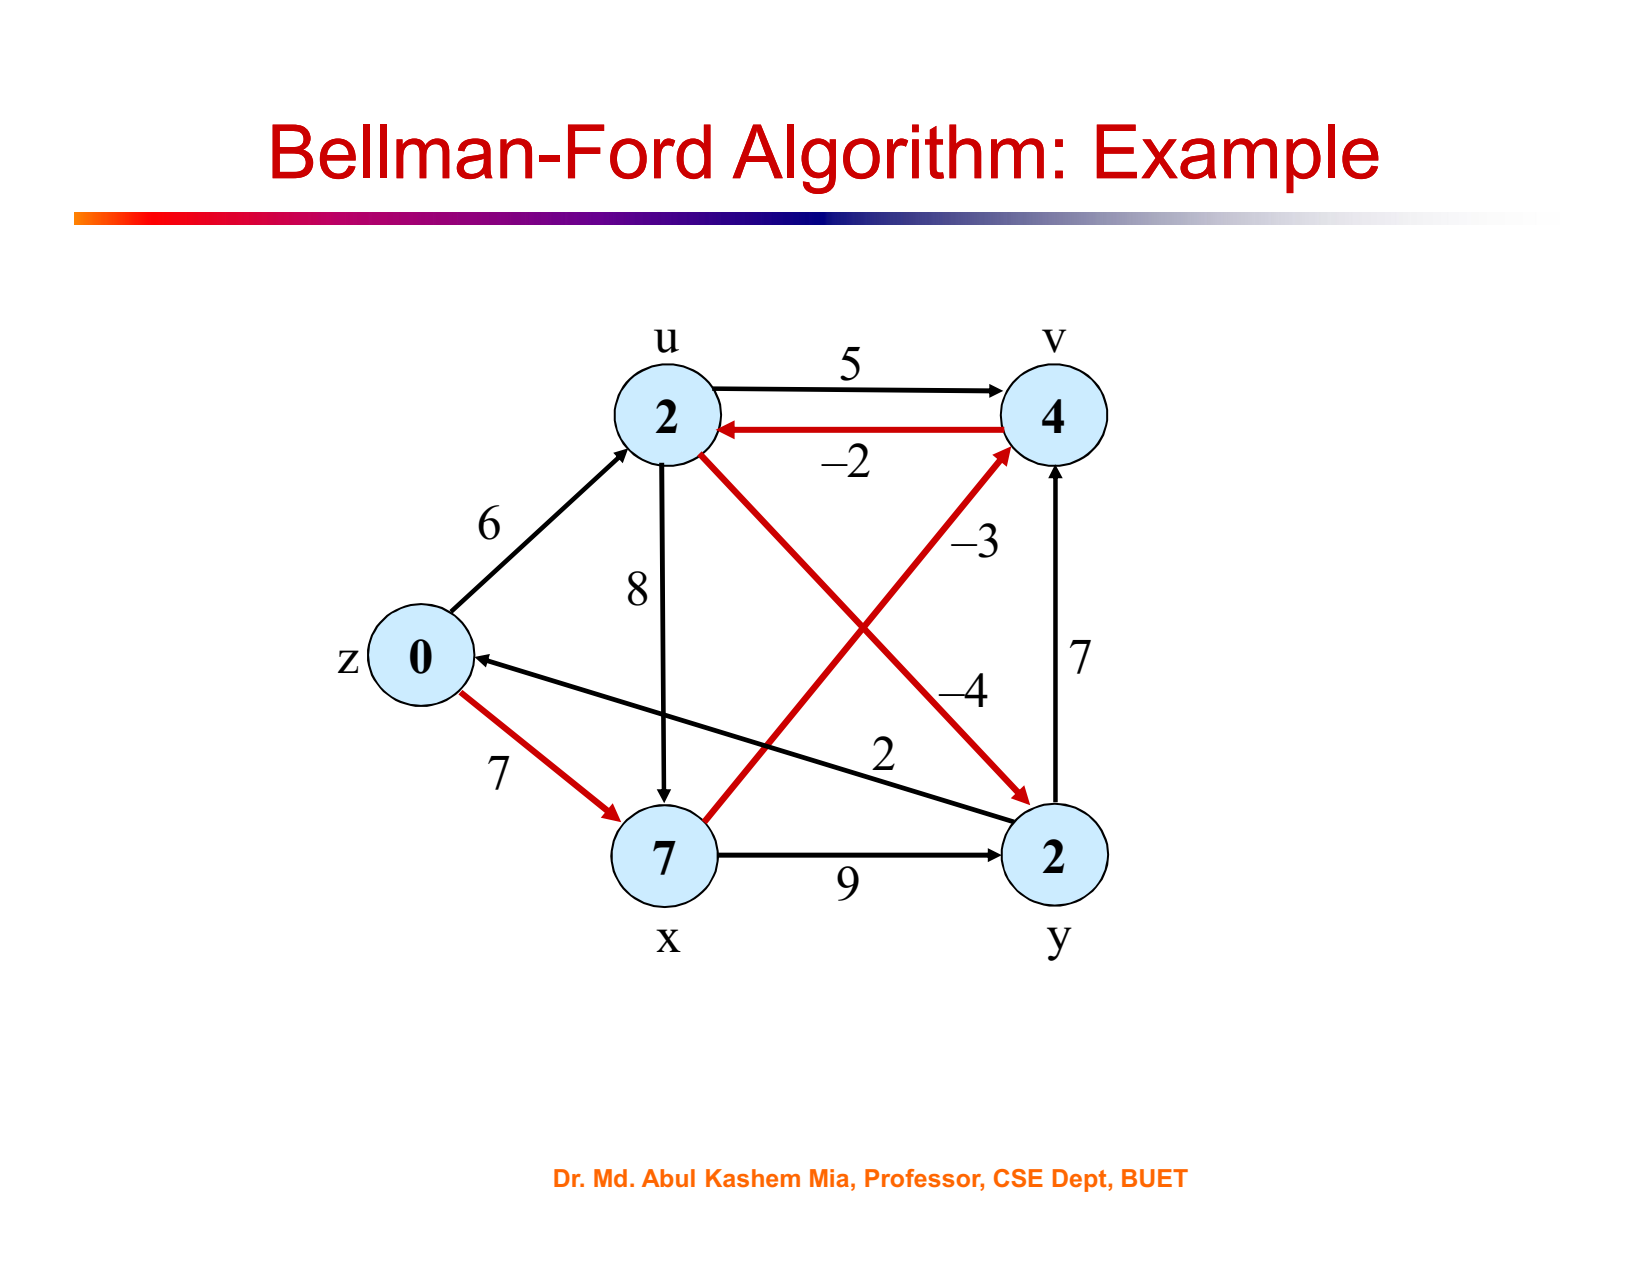 Bellman-Ford Algorithm: Example
u
v
5
2
4
–2
6
–3
8
z
0
7
–4
2
7
7
2
9
x
y
Dr. Md. Abul Kashem Mia, Professor, CSE Dept, BUET